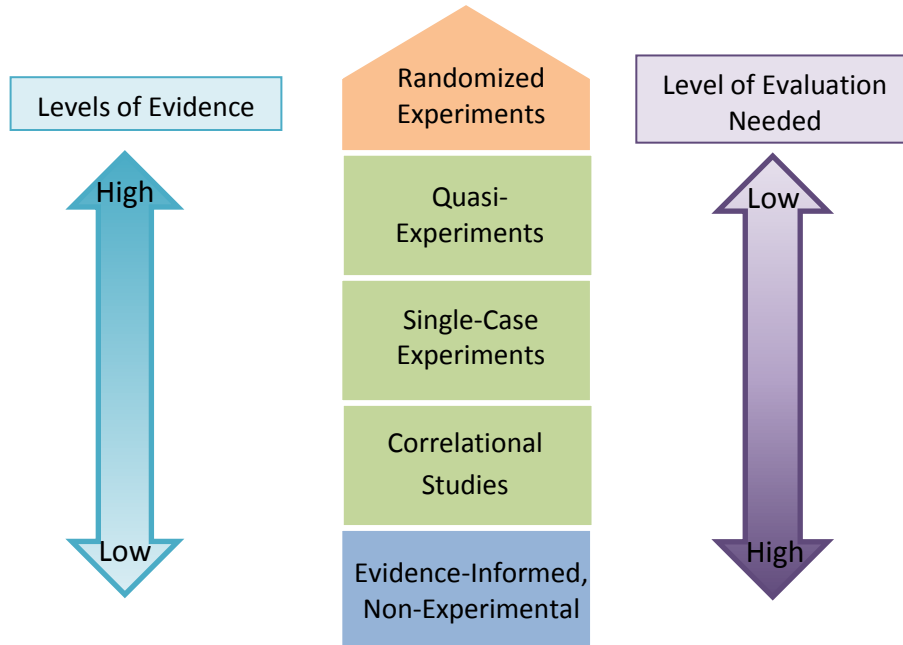 Levels of Evidence
High
Low
Randomized
Experiments
Quasi-
Experiments
Single-Case
Experiments
Correlational
Studies
Evidence-Informed,
Non-Experimental
Level of Evaluation
Needed
Low
High